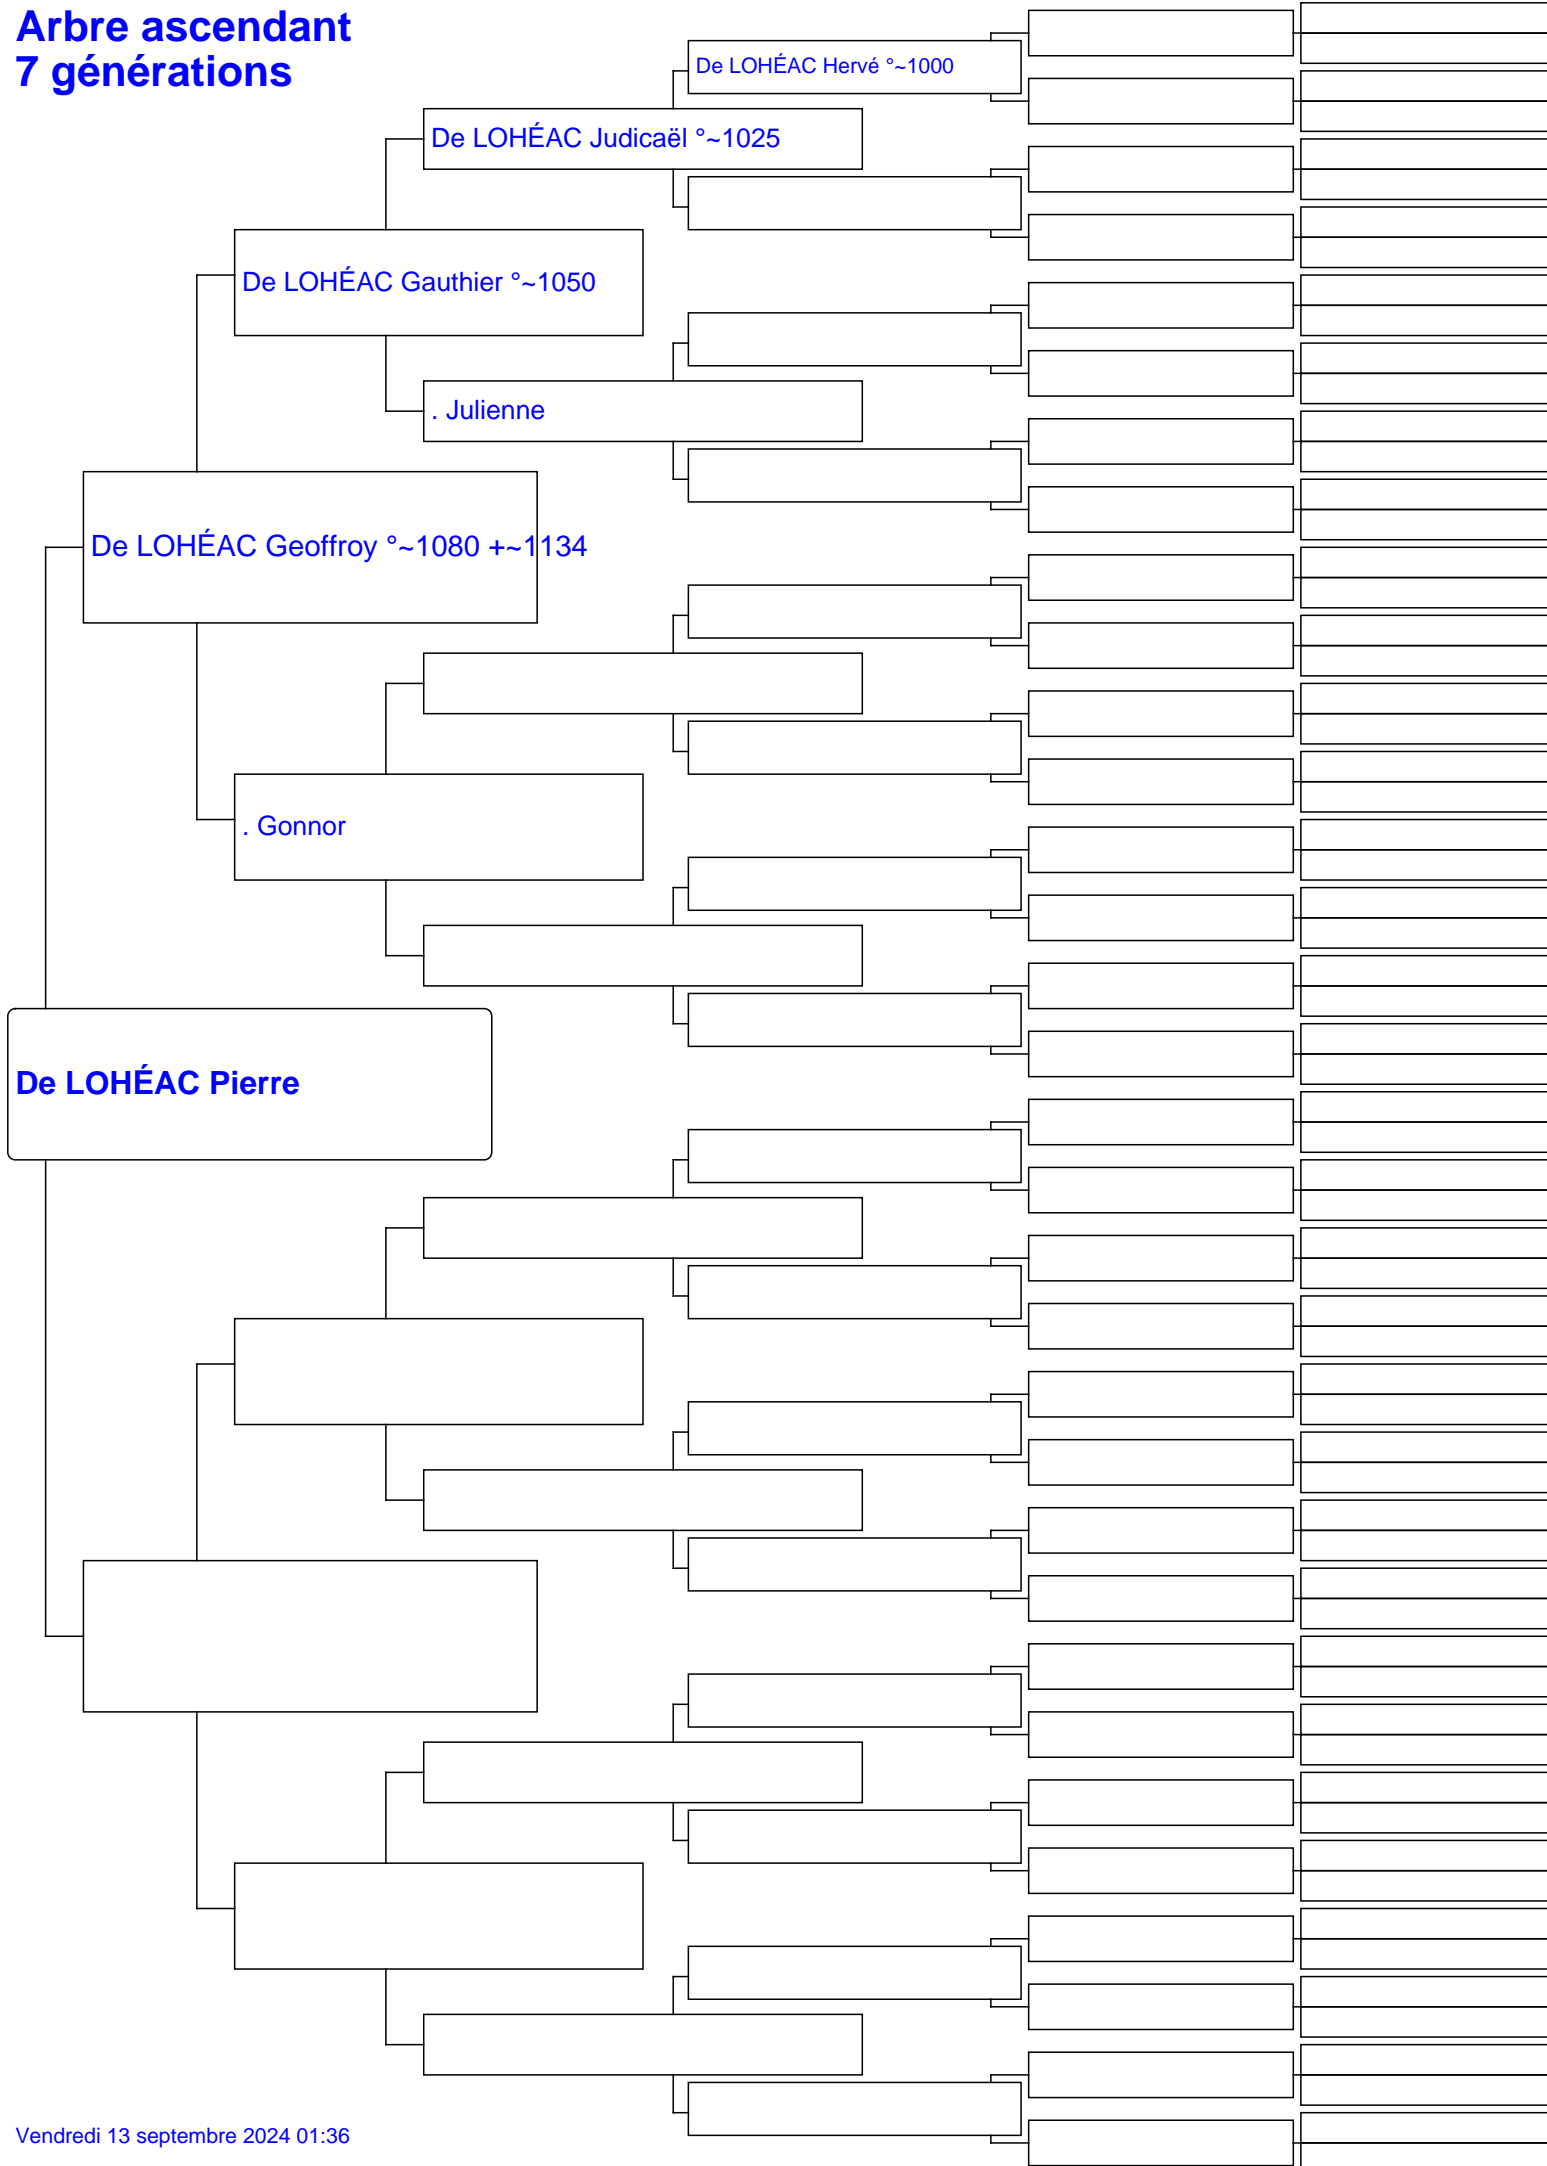 Arbre ascendant
7 générations
De LOHÉAC Hervé °~1000
De LOHÉAC Judicaël °~1025
De LOHÉAC Gauthier °~1050
. Julienne
De LOHÉAC Geoffroy °~1080 +~1134
. Gonnor
De LOHÉAC Pierre
Vendredi 13 septembre 2024 01:36